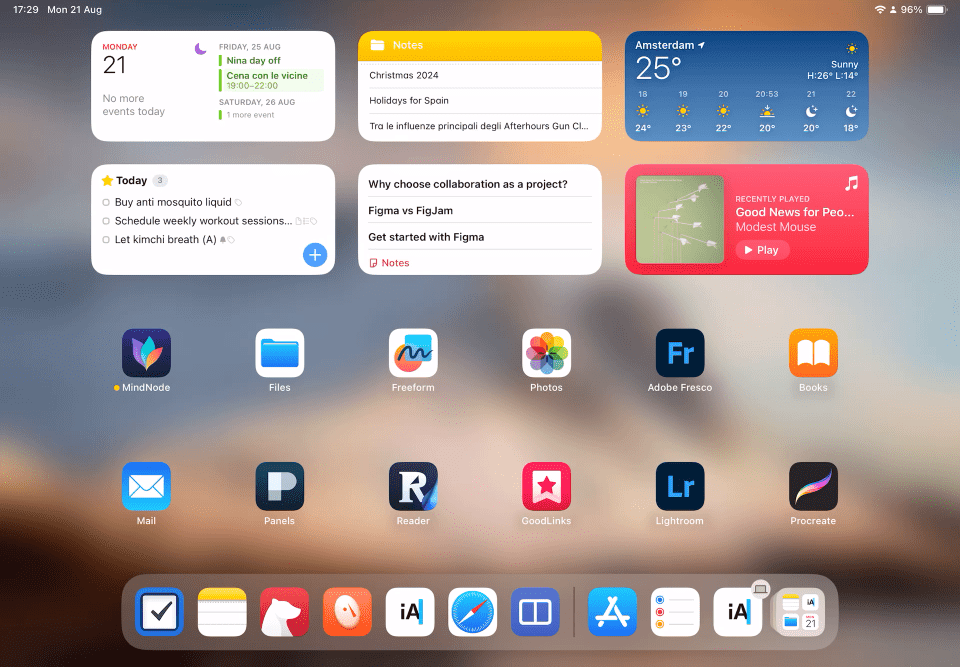 17:29 Mon 21 Aug
96%
MONDAY
21
No more
events today
FRIDAY, 25 AUG
Nina day off
Cena con le vicine
19:00–22:00
SATURDAY, 26 AUG
1 more event
Notes
Christmas 2024
Holidays for Spain
Tra le influenze principali degli Afterhours Gun Cl...
Amsterdam
25°
Sunny
H:26° L:14°
18 19 20 20:53 21 22
24° 23° 22° 20° 20° 18°
Today 3
Buy anti mosquito liquid
Schedule weekly workout sessions...
Let kimchi breath (A)
Why choose collaboration as a project?
Figma vs FigJam
Get started with Figma
Notes
RECENTLY PLAYED
Good News for Peo...
Modest Mouse
Play
Fr
MindNode Files Freeform Photos Adobe Fresco Books
R Lr
Mail Panels Reader GoodLinks Lightroom Procreate
iA iA iA
21